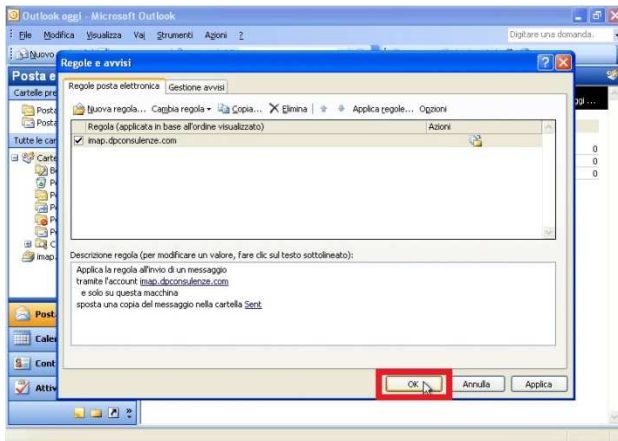 Outlook oggi - Microsoft Outlook
File Modifica Visualizza Vai Strumenti Azioni ?
Digitare una domanda.
Nuovo
Regole e avvisi
Posta e
Cartelle pre
Regole posta elettronica Gestione avvisi
Posta
Posta
Nuova regola... Cambia regola Copia... Elimina Applica regole... Opzioni
Tutte le car
Regola (applicata in base all'ordine visualizzato) Azioni
imap.dpconsulenze.com
Carte
0
0
0
imap.
Descrizione regola (per modificare un valore, fare clic sul testo sottolineato):
Applica la regola all'invio di un messaggio
tramite l'account imap.dpconsulenze.com
e solo su questa macchina
sposta una copia del messaggio nella cartella Sent
Post
Cale
Cont
Attiv
OK Annulla Applica